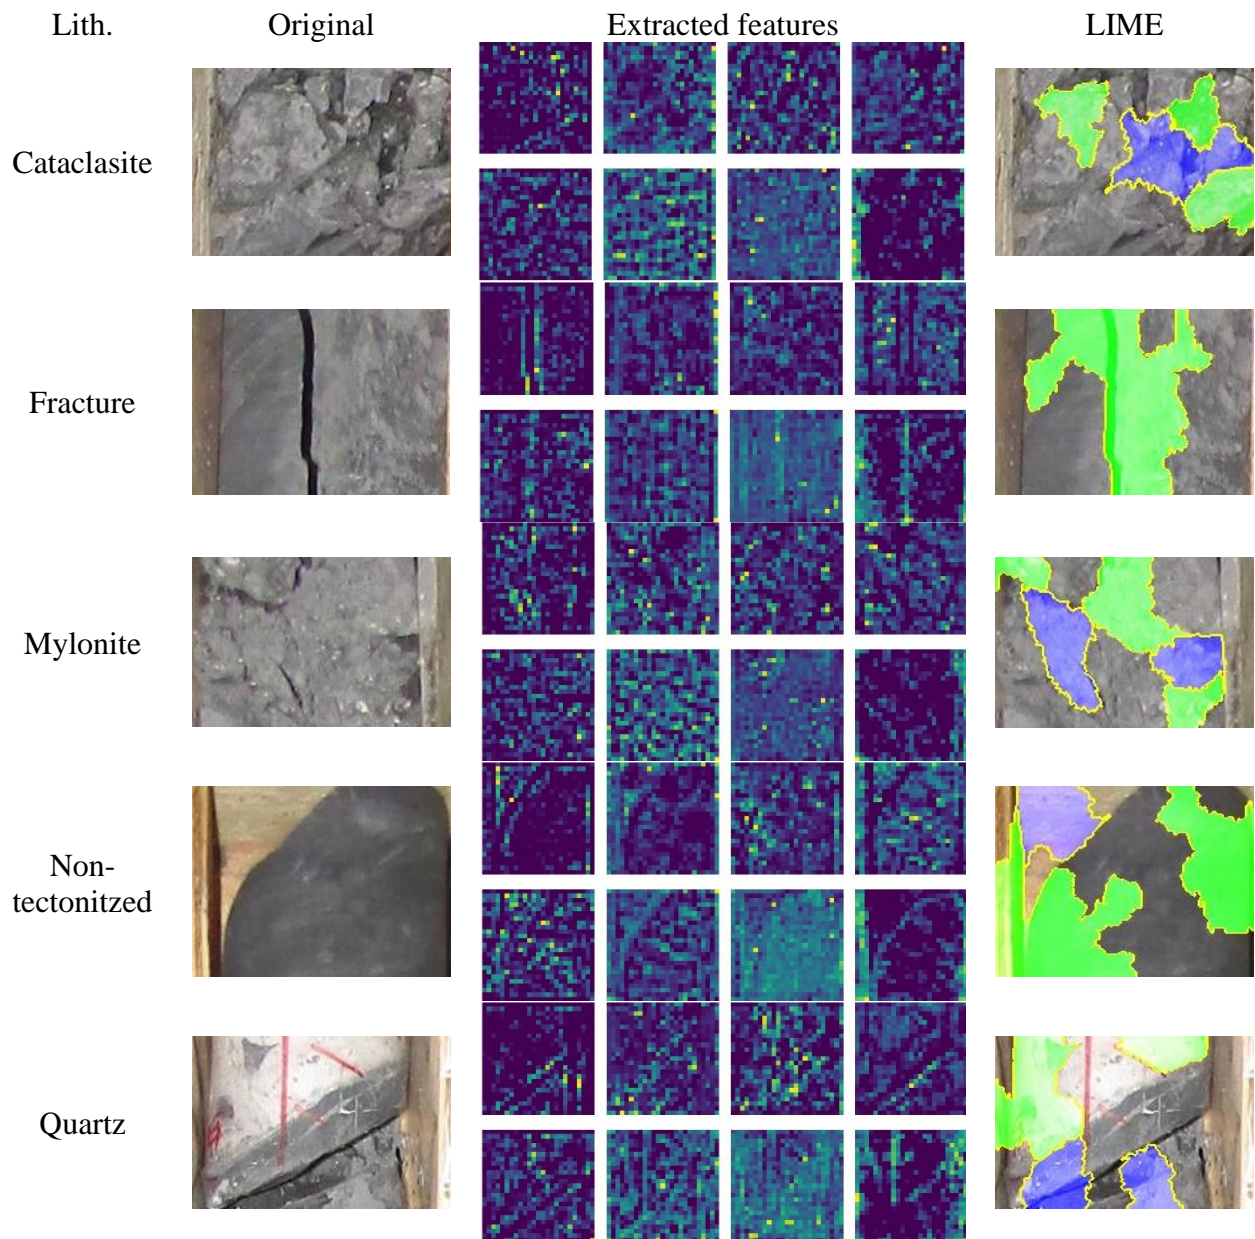 Lith.
Original
Extracted features
LIME
Cataclasite
Fracture
Mylonite
Non-
tectonitzed
Quartz